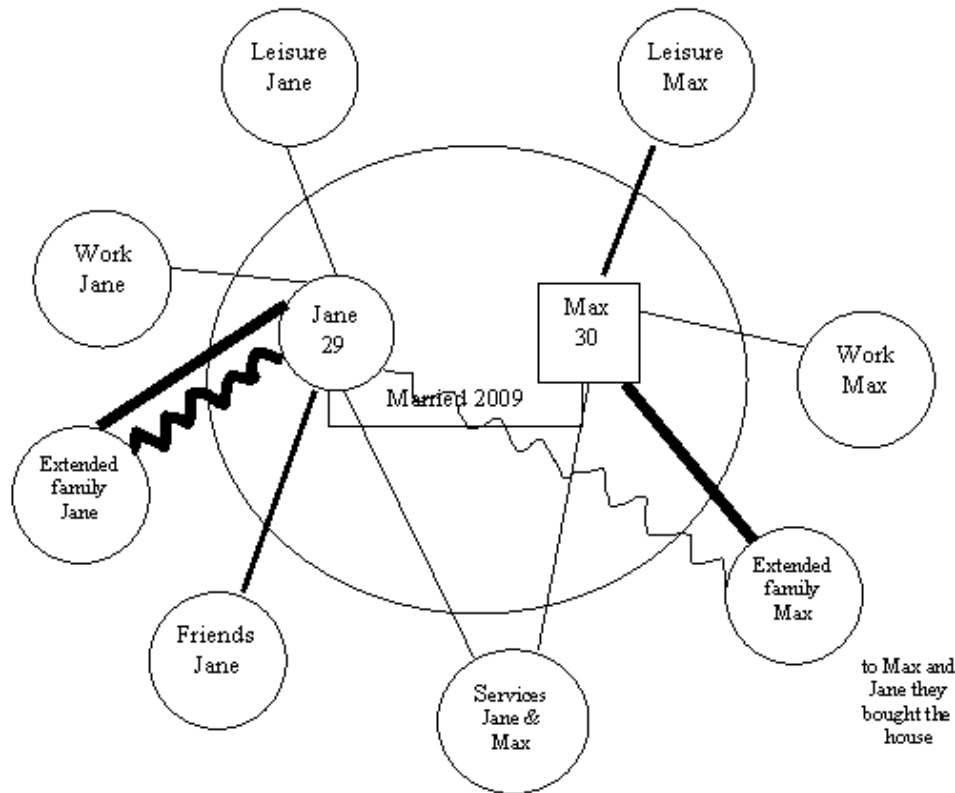 Leisure
Jane
Leisure
Max
Work
Jane
Jane
29
Max
30
Work
Max
Married 2009
Extended
family
Jane
Extended
family
Max
Friends
Jane
Services
Jane &
Max
to Max and
Jane they
bought the
house